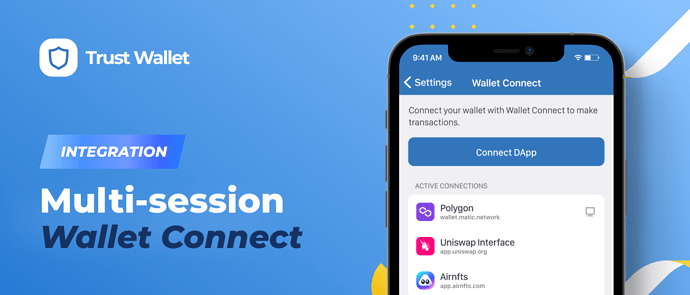 Trust Wallet
INTEGRATION
Multi-session
Wallet Connect
9:41 AM
Settings
Wallet Connect
Connect your wallet with Wallet Connect to make
transactions.
Connect DApp
ACTIVE CONNECTIONS
Polygon
wallet.matic.network
Uniswap Interface
app.uniswap.org
Airnfts
app.airnfts.com